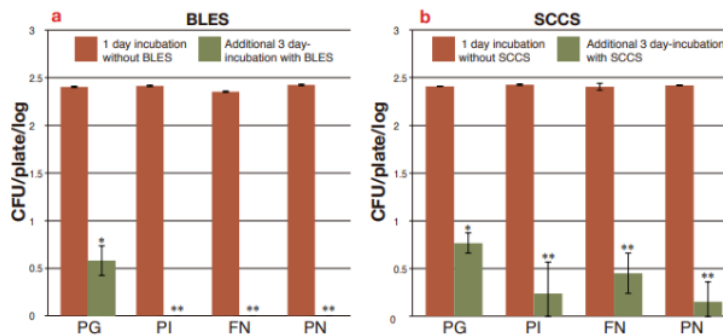 a BLES
3
1 day incubation without BLES
Additional 3 day-incubation with BLES
2.5
2
1.5
1
0.5
0
CFU/plate/log
*
**
**
**
PG PI FN PN
b SCCS
3
1 day incubation with SCCS
Additional 3 day-incubation with SCCS
2.5
2
1.5
1
0.5
0
CFU/plate/log
*
**
**
**
PG PI FN PN